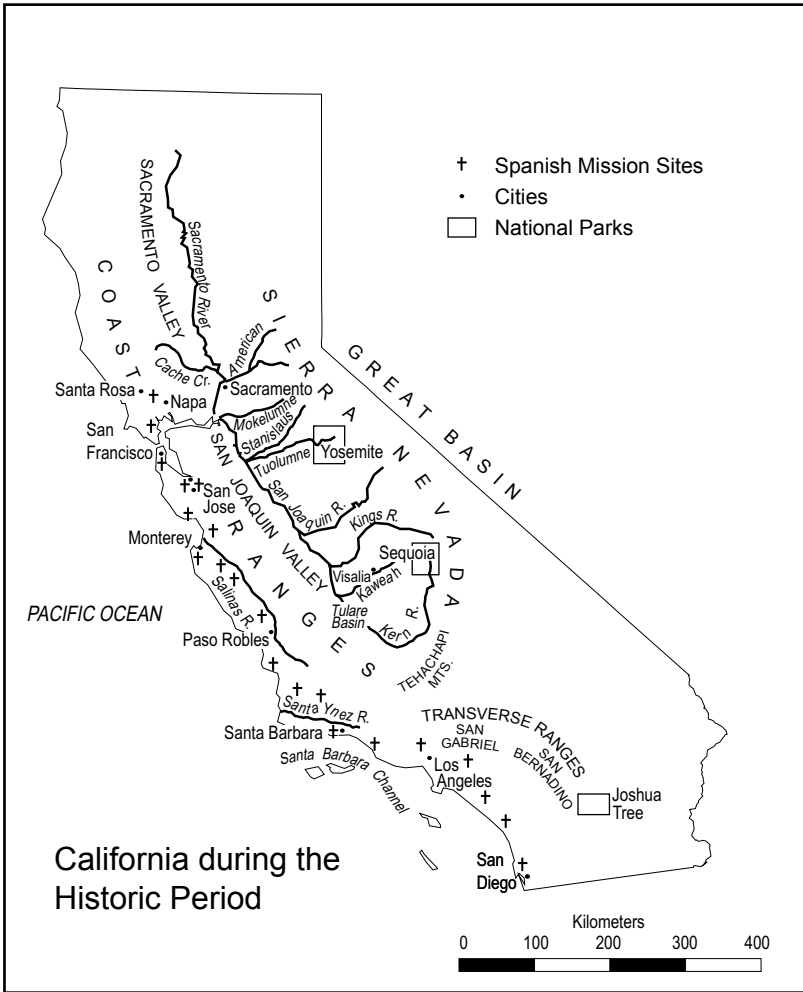 Spanish Mission Sites
Cities
National Parks
SACRAMENTO VALLEY
Sacramento River
COAST
RANGES
SIERRA NEVADA
GREAT BASIN
American
Cache Cr.
Santa Rosa
Napa
Sacramento
Mokelumne
Stanislaus
San
Francisco
Tuolumne
Yosemite
SAN JOAQUIN VALLEY
San Joaquin R.
San
Jose
Kings R.
Monterey
Sequoia
Visalia
Kaweah
Salinas R.
Tulare
Basin
Kern R.
PACIFIC OCEAN
Paso Robles
TEHACHAPI
MTS.
Santa Ynez R.
Santa Barbara
Santa Barbara Channel
TRANSVERSE RANGES
SAN
GABRIEL
SAN
BERNADINO
Los
Angeles
Joshua
Tree
San
Diego
California during the
Historic Period
Kilometers
0 100 200 300 400